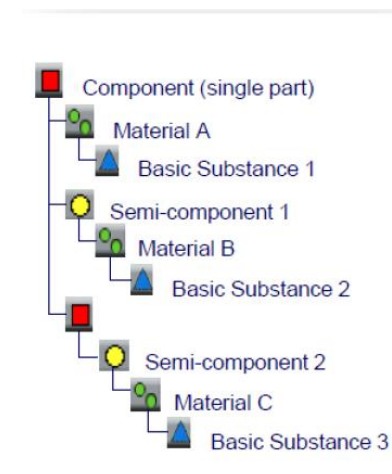 Component (single part)
Material A
Basic Substance 1
Semi-component 1
Material B
Basic Substance 2
Semi-component 2
Material C
Basic Substance 3